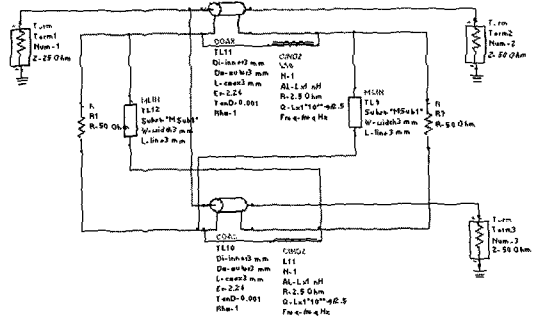 Term
Term1
Num-1
Z-25 Ohm
COAX
TL11
Di-inner3 mm
Do-outer3 mm
L-coax3 mm
Er-2.26
TanD-0.001
Rho-1
CIND2
N-1
AL-Lx1 nH
R-2.5 Ohm
Freq-freq Hz
Term
Term2
Num-2
Z-50 Ohm
R
R1
R-50 Ohm
MLIN
TL12
Subst-"MSub1"
W-width3 mm
L-line3 mm
MLIN
TL9
Subst-"MSub1"
W-width3 mm
L-line3 mm
R
R-50 Ohm
COAX
TL10
Di-inner3 mm
Do-outer3 mm
L-coax3 mm
Er-2.26
TanD-0.001
Rho-1
CIND2
L11
N-1
AL-Lx1 nH
R-2.5 Ohm
Freq-freq Hz
Term
Term3
Num-3
Z-50 Ohm